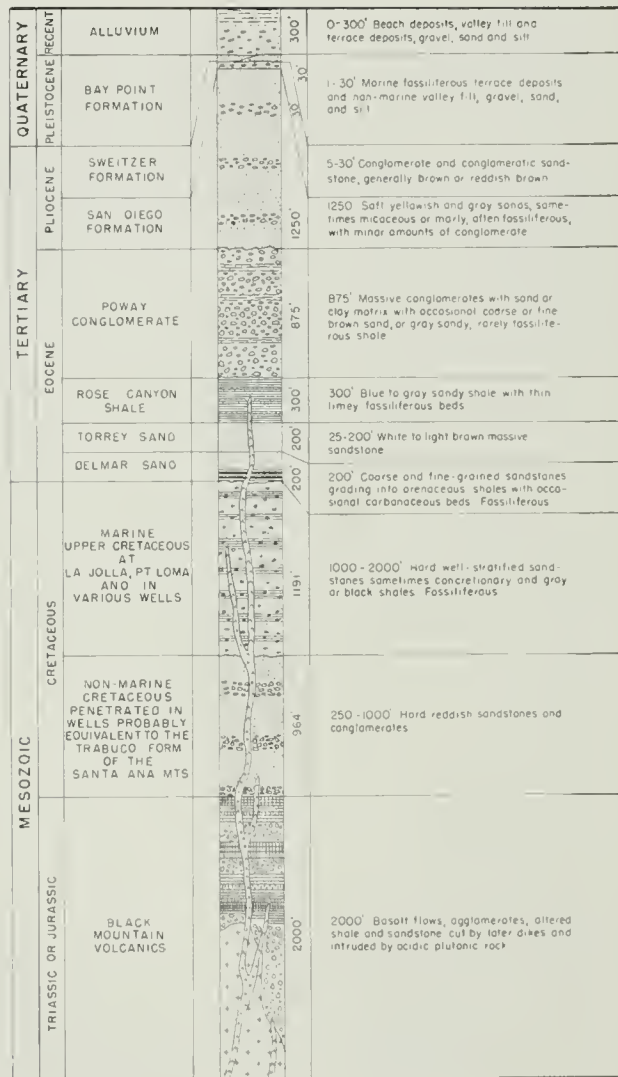 QUATERNARY
RECENT
ALLUVIUM
300'
0-300' Beach deposits, valley fill and
terrace deposits, gravel, sand and silt
PLEISTOCENE
BAY POINT
FORMATION
30'
30'
1-30' Marine fossiliferous terrace deposits
and non-marine valley fill, gravel, sand,
and silt
TERTIARY
PLIOCENE
SWEITZER
FORMATION
5-30' Conglomerate and conglomeratic sand-
stone, generally brown or reddish brown
SAN DIEGO
FORMATION
1250'
1250 Soft yellowish and gray sands, some-
times micaceous or marly, often fossiliferous,
with minor amounts of conglomerate
EOCENE
POWAY
CONGLOMERATE
875'
875' Massive conglomerates with sand or
clay matrix with occasional coarse or fine
brown sand, or gray sandy, rarely fossilife-
rous shale
ROSE CANYON
SHALE
300'
300' Blue to gray sandy shale with thin
limey fossiliferous beds
TORREY SAND
200'
25-200' White to light brown massive
sandstone
DELMAR SAND
200'
200' Coarse and fine-grained sandstones
grading into arenaceous shales with occa-
sional carbonaceous beds Fossiliferous
MESOZOIC
CRETACEOUS
MARINE
UPPER CRETACEOUS
AT
LA JOLLA, PT LOMA
AND IN
VARIOUS WELLS
1191'
1000-2000' Hard well-stratified sand-
stones sometimes concretionary and gray
or black shales Fossiliferous
NON-MARINE
CRETACEOUS
PENETRATED IN
WELLS PROBABLY
EQUIVALENT TO THE
TRABUCO FORM
OF THE
SANTA ANA MTS
964
250-1000' Hard reddish sandstones and
conglomerates
TRIASSIC OR JURASSIC
BLACK
MOUNTAIN
VOLCANICS
2000'
2000' Basalt flows, agglomerates, altered
shale and sandstone cut by later dikes and
intruded by acidic plutonic rock